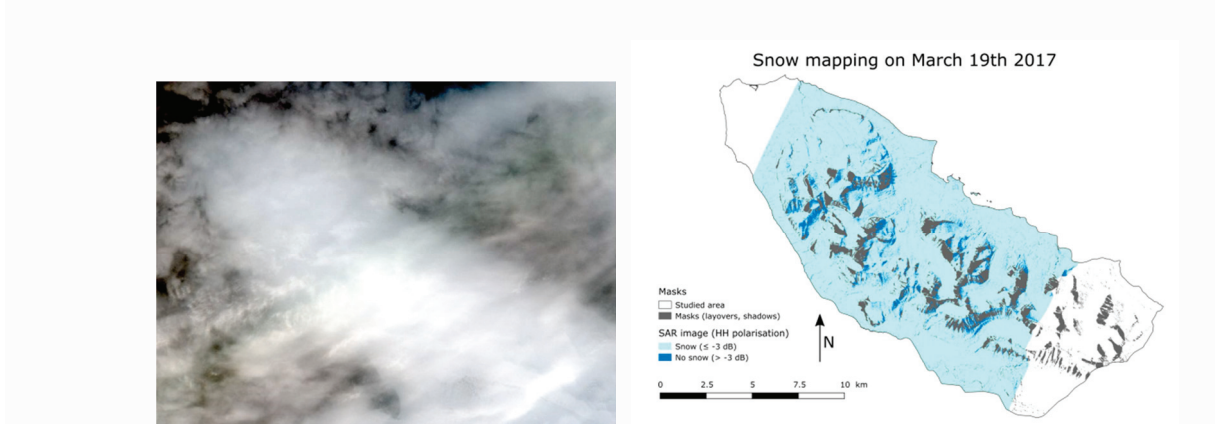 Snow mapping on March 19th 2017
Masks
Studied area
Masks (layovers, shadows)
SAR image (HH polarisation)
Snow (≤ -3 dB)
No snow (> -3 dB)
N
0 2.5 5 7.5 10 km